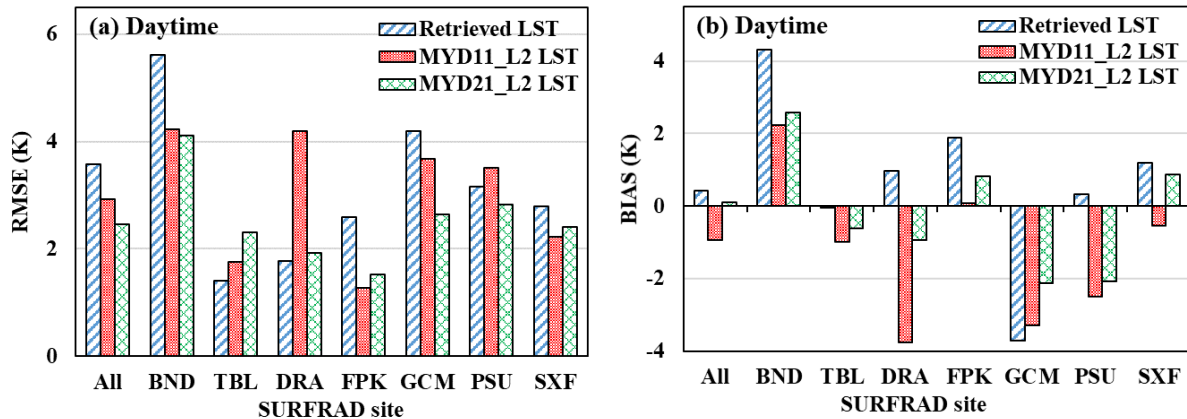 (a) Daytime
Retrieved LST
MYD11_L2 LST
MYD21_L2 LST
RMSE (K)
6
4
2
0
All BND TBL DRA FPK GCM PSU SXF
SURFRAD site
(b) Daytime
Retrieved LST
MYD11_L2 LST
MYD21_L2 LST
BIAS (K)
4
2
0
-2
-4
All BND TBL DRA FPK GCM PSU SXF
SURFRAD site